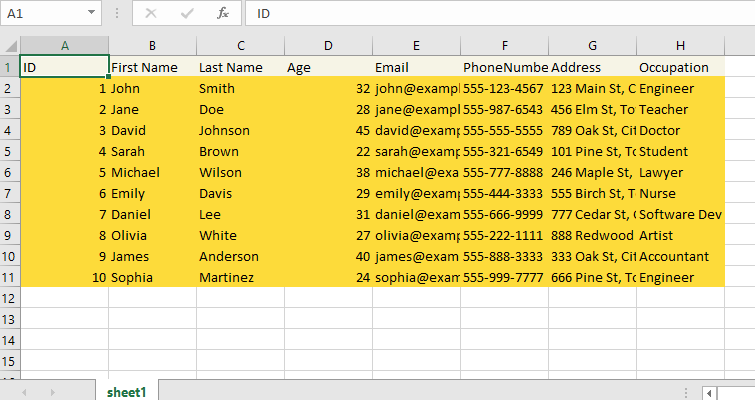 A1 fx ID
A B C D E F G H
1 ID First Name Last Name Age Email PhoneNumbe Address Occupation
2 1 John Smith 32 john@exampl 555-123-4567 123 Main St, C Engineer
3 2 Jane Doe 28 jane@exampl 555-987-6543 456 Elm St, To Teacher
4 3 David Johnson 45 david@examp 555-555-5555 789 Oak St, Cit Doctor
5 4 Sarah Brown 22 sarah@examp 555-321-6549 101 Pine St, To Student
6 5 Michael Wilson 38 michael@exa 555-777-8888 246 Maple St, Lawyer
7 6 Emily Davis 29 emily@examp 555-444-3333 555 Birch St, T Nurse
8 7 Daniel Lee 31 daniel@exam 555-666-9999 777 Cedar St, Software Dev
9 8 Olivia White 27 olivia@exam 555-222-1111 888 Redwood Artist
10 9 James Anderson 40 james@exam 555-888-3333 333 Oak St, Cit Accountant
11 10 Sophia Martinez 24 sophia@exam 555-999-7777 666 Pine St, To Engineer
12
13
14
15
sheet1